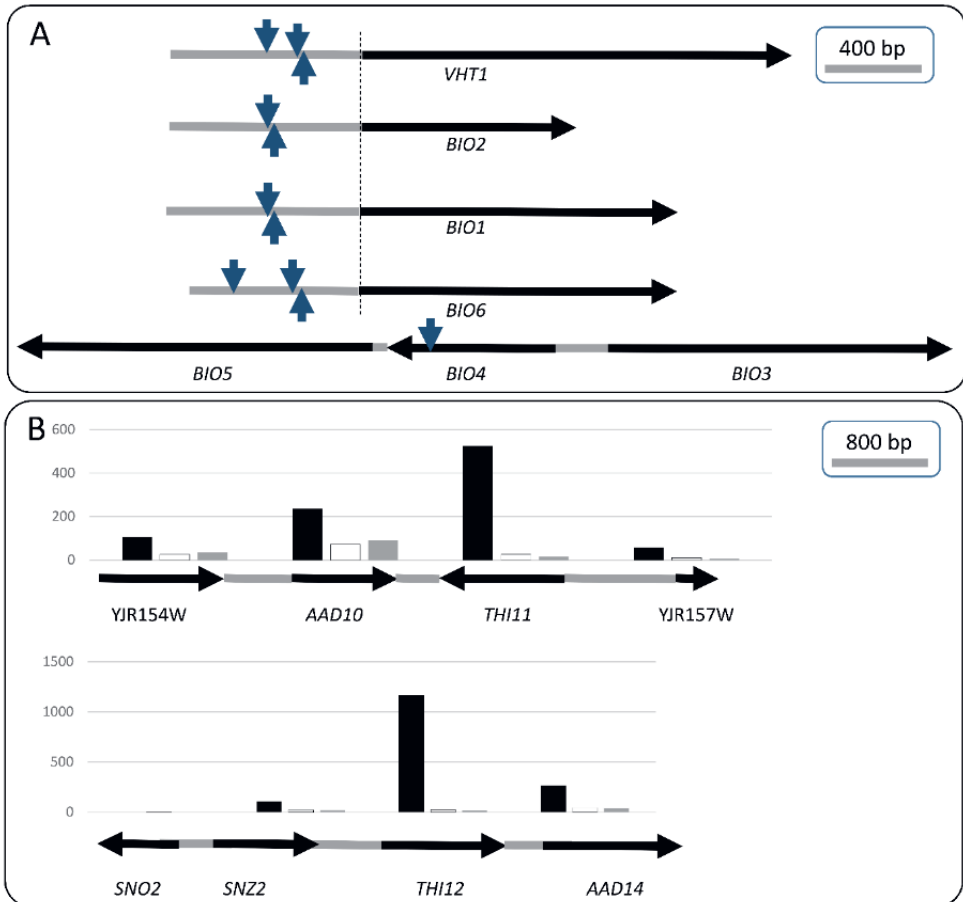 A
400 bp
VHT1
BIO2
BIO1
BIO6
BIO5 BIO4 BIO3
B
800 bp
600
400
200
0
YJR154W AAD10 THI11 YJR157W
1500
1000
500
0
SNO2 SNZ2 THI12 AAD14